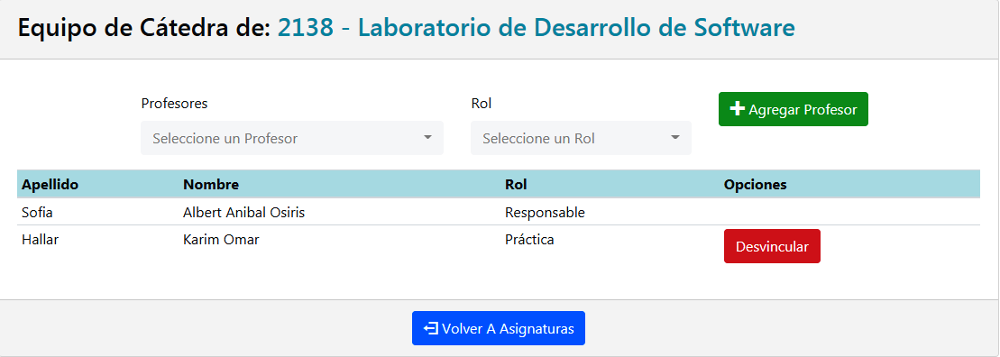 Equipo de Cátedra de: 2138 - Laboratorio de Desarrollo de Software
Profesores Rol
Agregar Profesor
Seleccione un Profesor Seleccione un Rol
Apellido Nombre Rol Opciones
Sofia Albert Anibal Osiris Responsable
Hallar Karim Omar Práctica Desvincular
Volver A Asignaturas